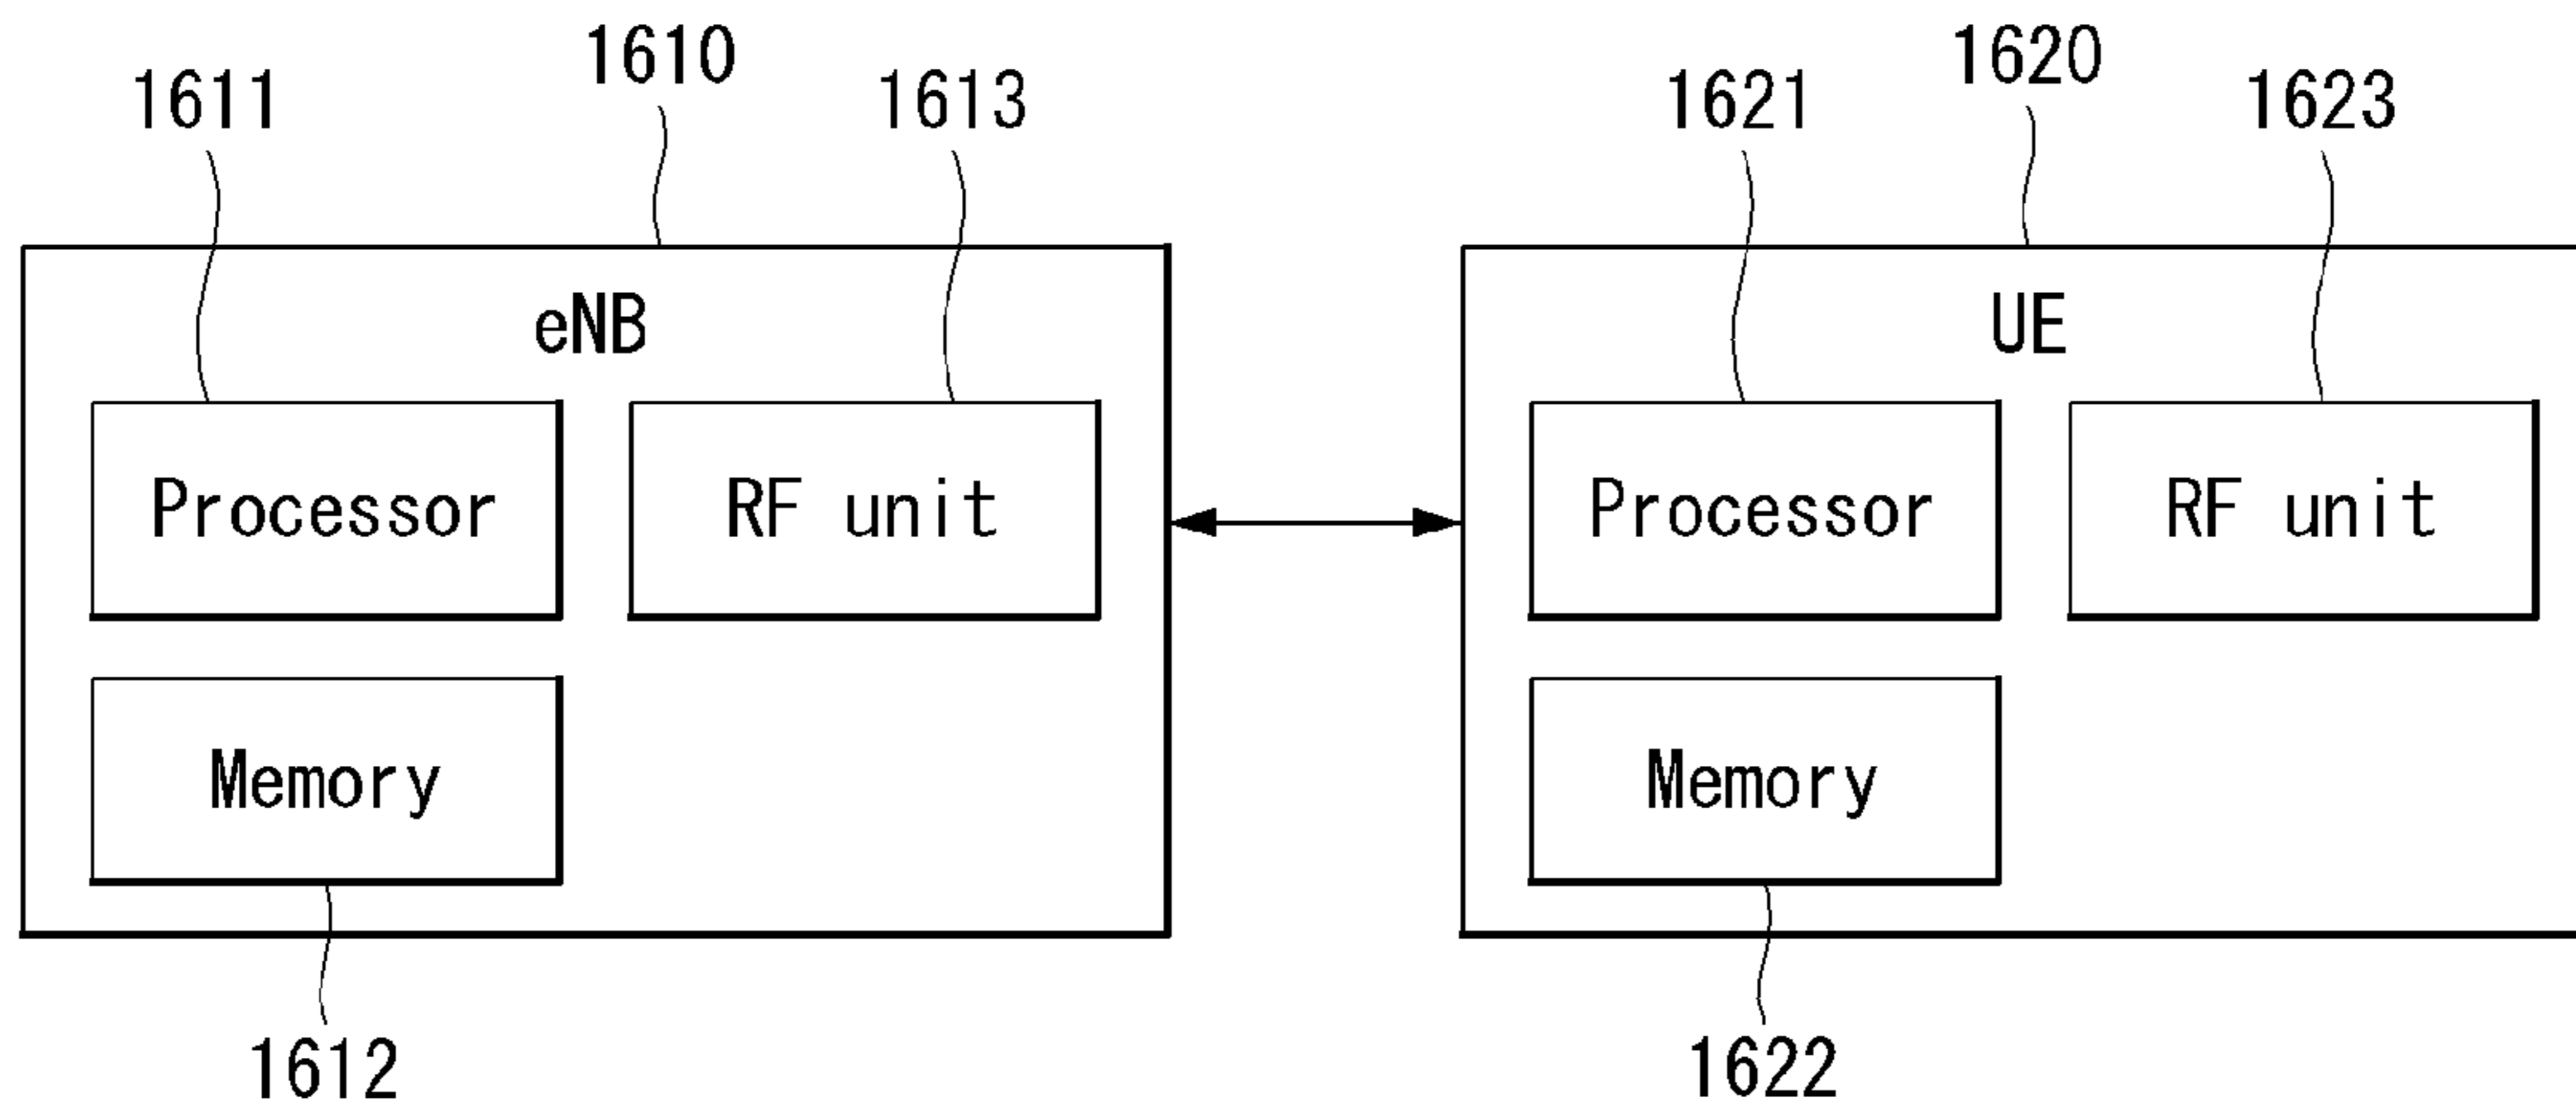 1610
1620
1611
1613
1621
1623
eNB
UE
Processor
RF unit
Processor
RF unit
Memory
Memory
1612
1622